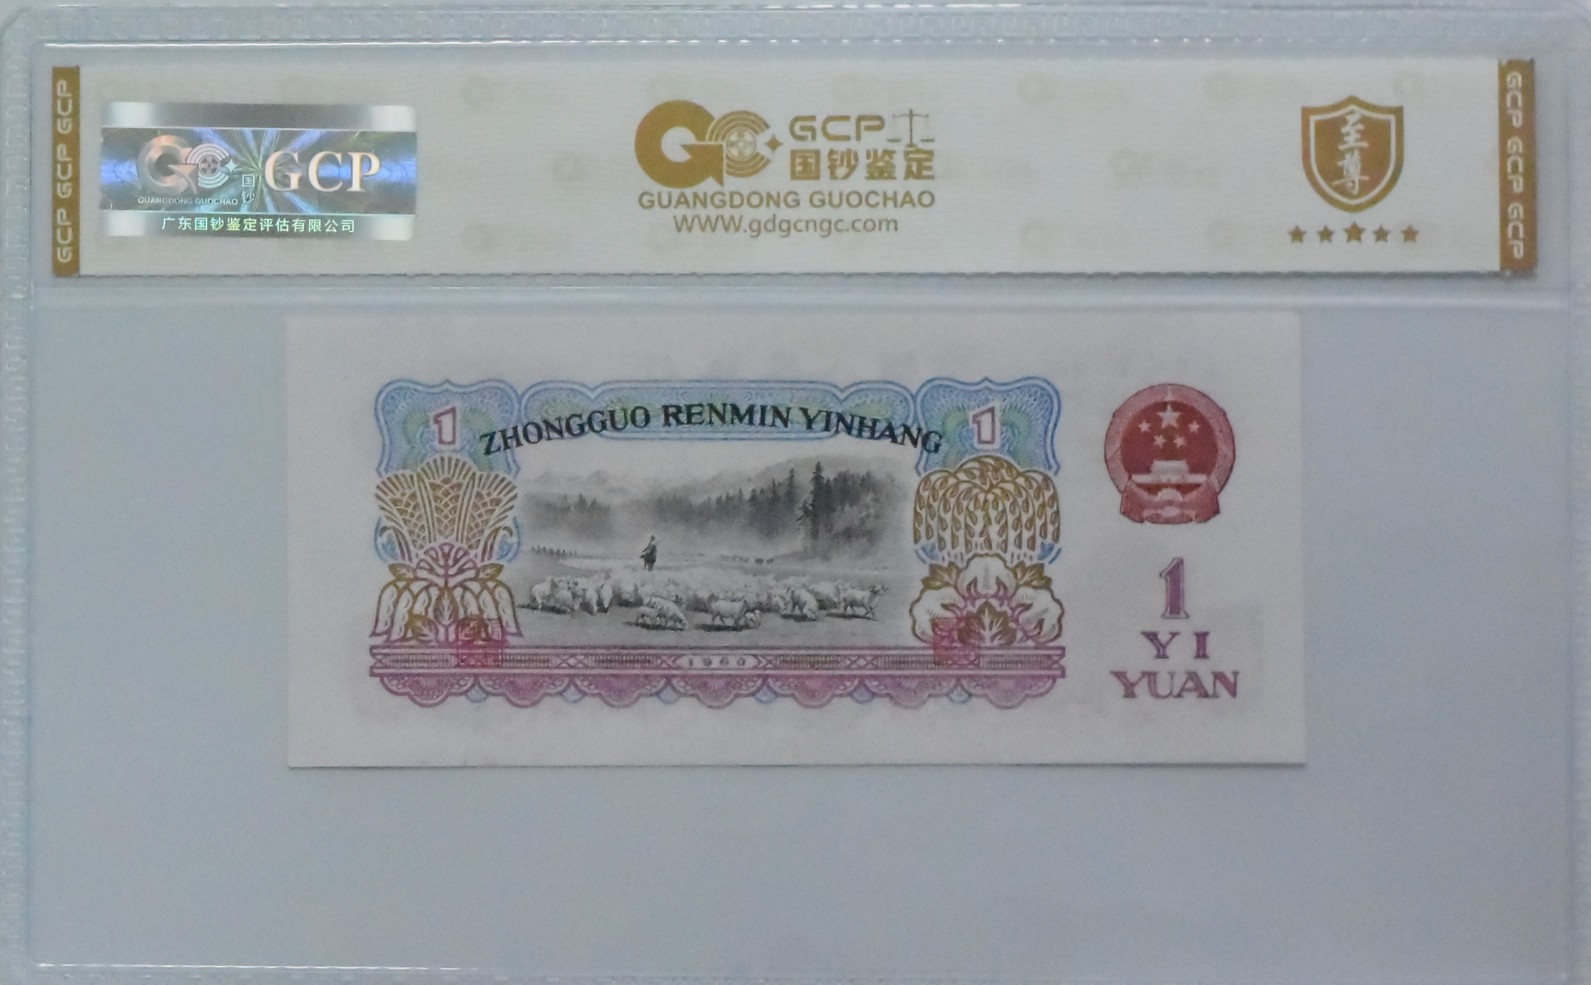 GCP GCP GCP
GCP
GUANGDONG GUOCHAO
国钞
广东国钞鉴定评估有限公司
GCP
国钞鉴定
GUANGDONG GUOCHAO
WWW.gdgcngc.com
至尊
GCP GCP GCP
1
ZHONGGUO RENMIN YINHANG
1
1960
1
YI
YUAN